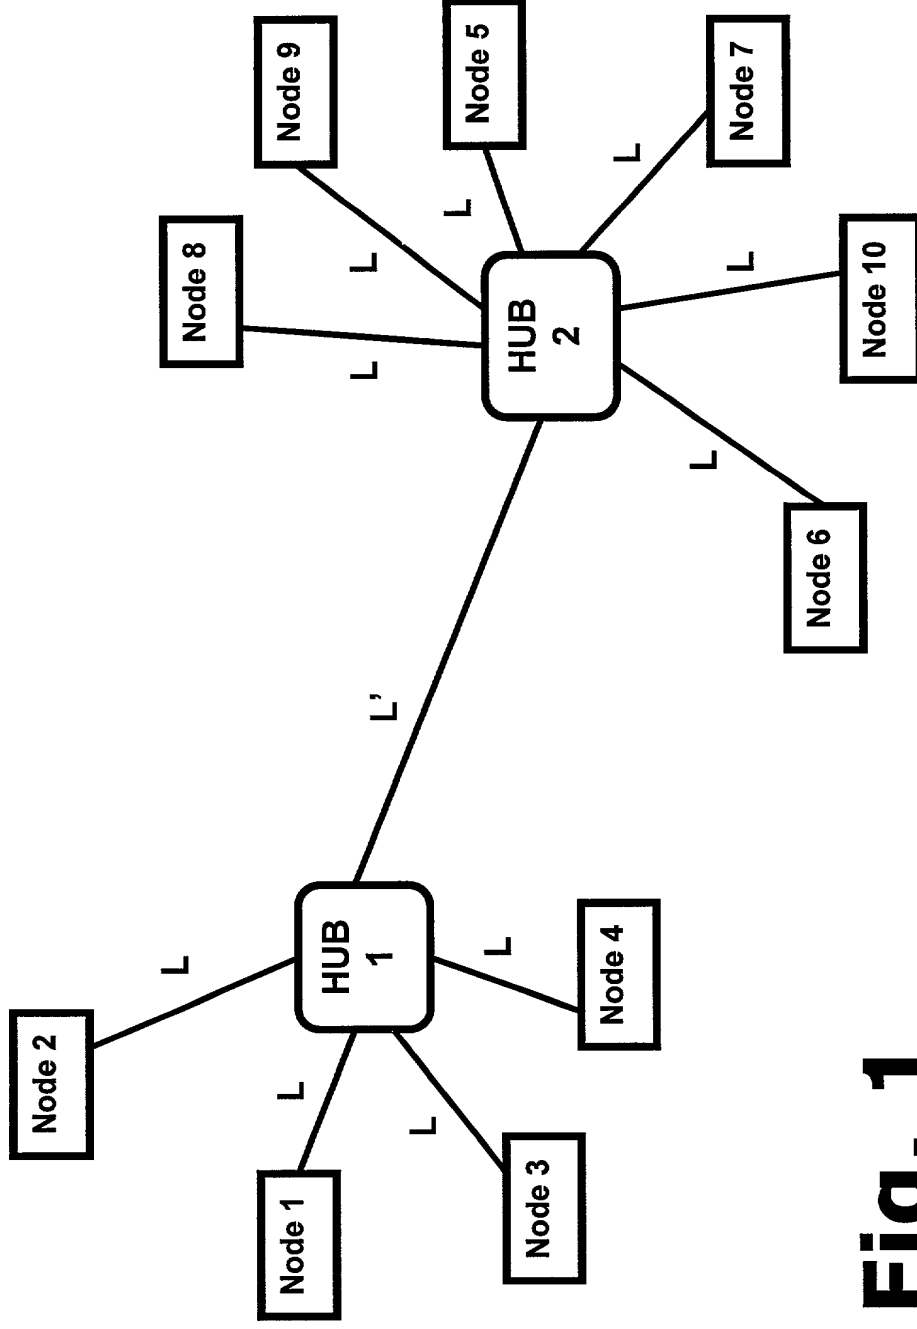 Node 2
L
Node 1
L
HUB
1
L
Node 3
L
Node 4
L'
Node 8
L
Node 9
L
HUB
2
L
Node 5
L
Node 7
L
Node 10
L
Node 6
Fig. 1